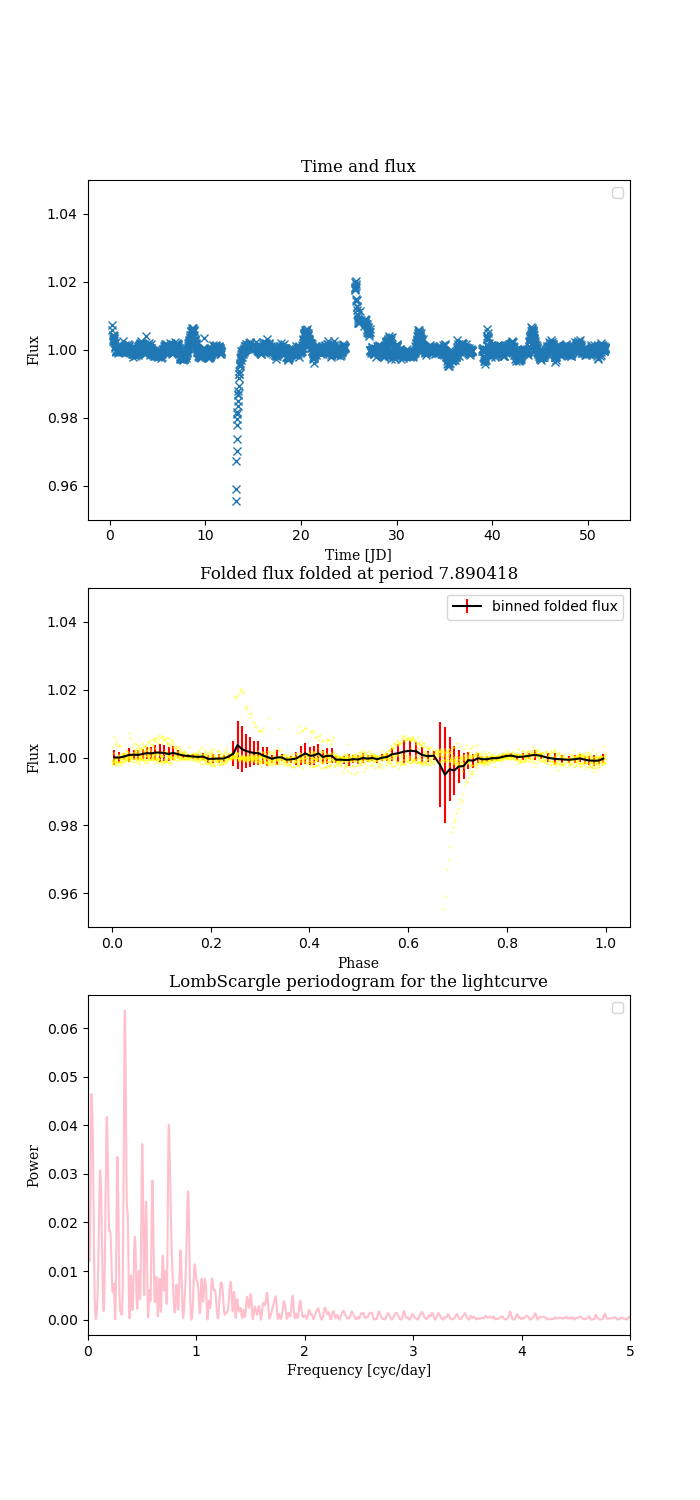 Time and flux
1.04
1.02
1.00
0.98
0.96
Flux
0 10 20 30 40 50
Time [JD]
Folded flux folded at period 7.890418
binned folded flux
1.04
1.02
1.00
0.98
0.96
Flux
0.0 0.2 0.4 0.6 0.8 1.0
Phase
LombScargle periodogram for the lightcurve
0.06
0.05
0.04
0.03
0.02
0.01
0.00
Power
0 1 2 3 4 5
Frequency [cyc/day]